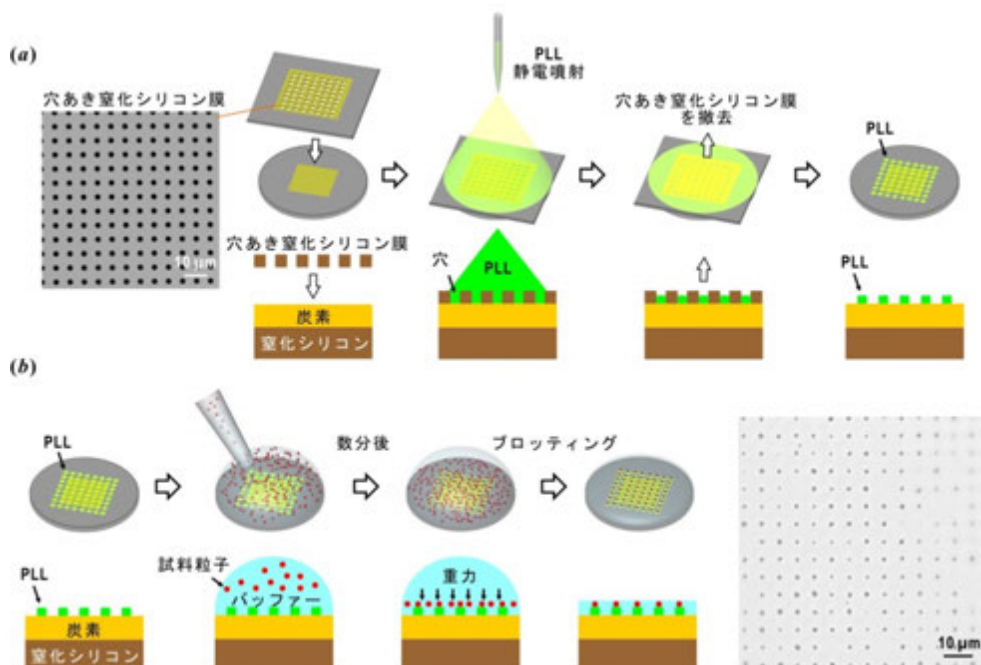 (a)
PLL
静電噴射
穴あき窒化シリコン膜
穴あき窒化シリコン膜
を撤去
PLL
10 µm
穴あき窒化シリコン膜
穴
PLL
PLL
炭素
窒化シリコン
(b)
PLL
数分後
ブロッティング
試料粒子
PLL
バッファー
重力
炭素
窒化シリコン
10 µm